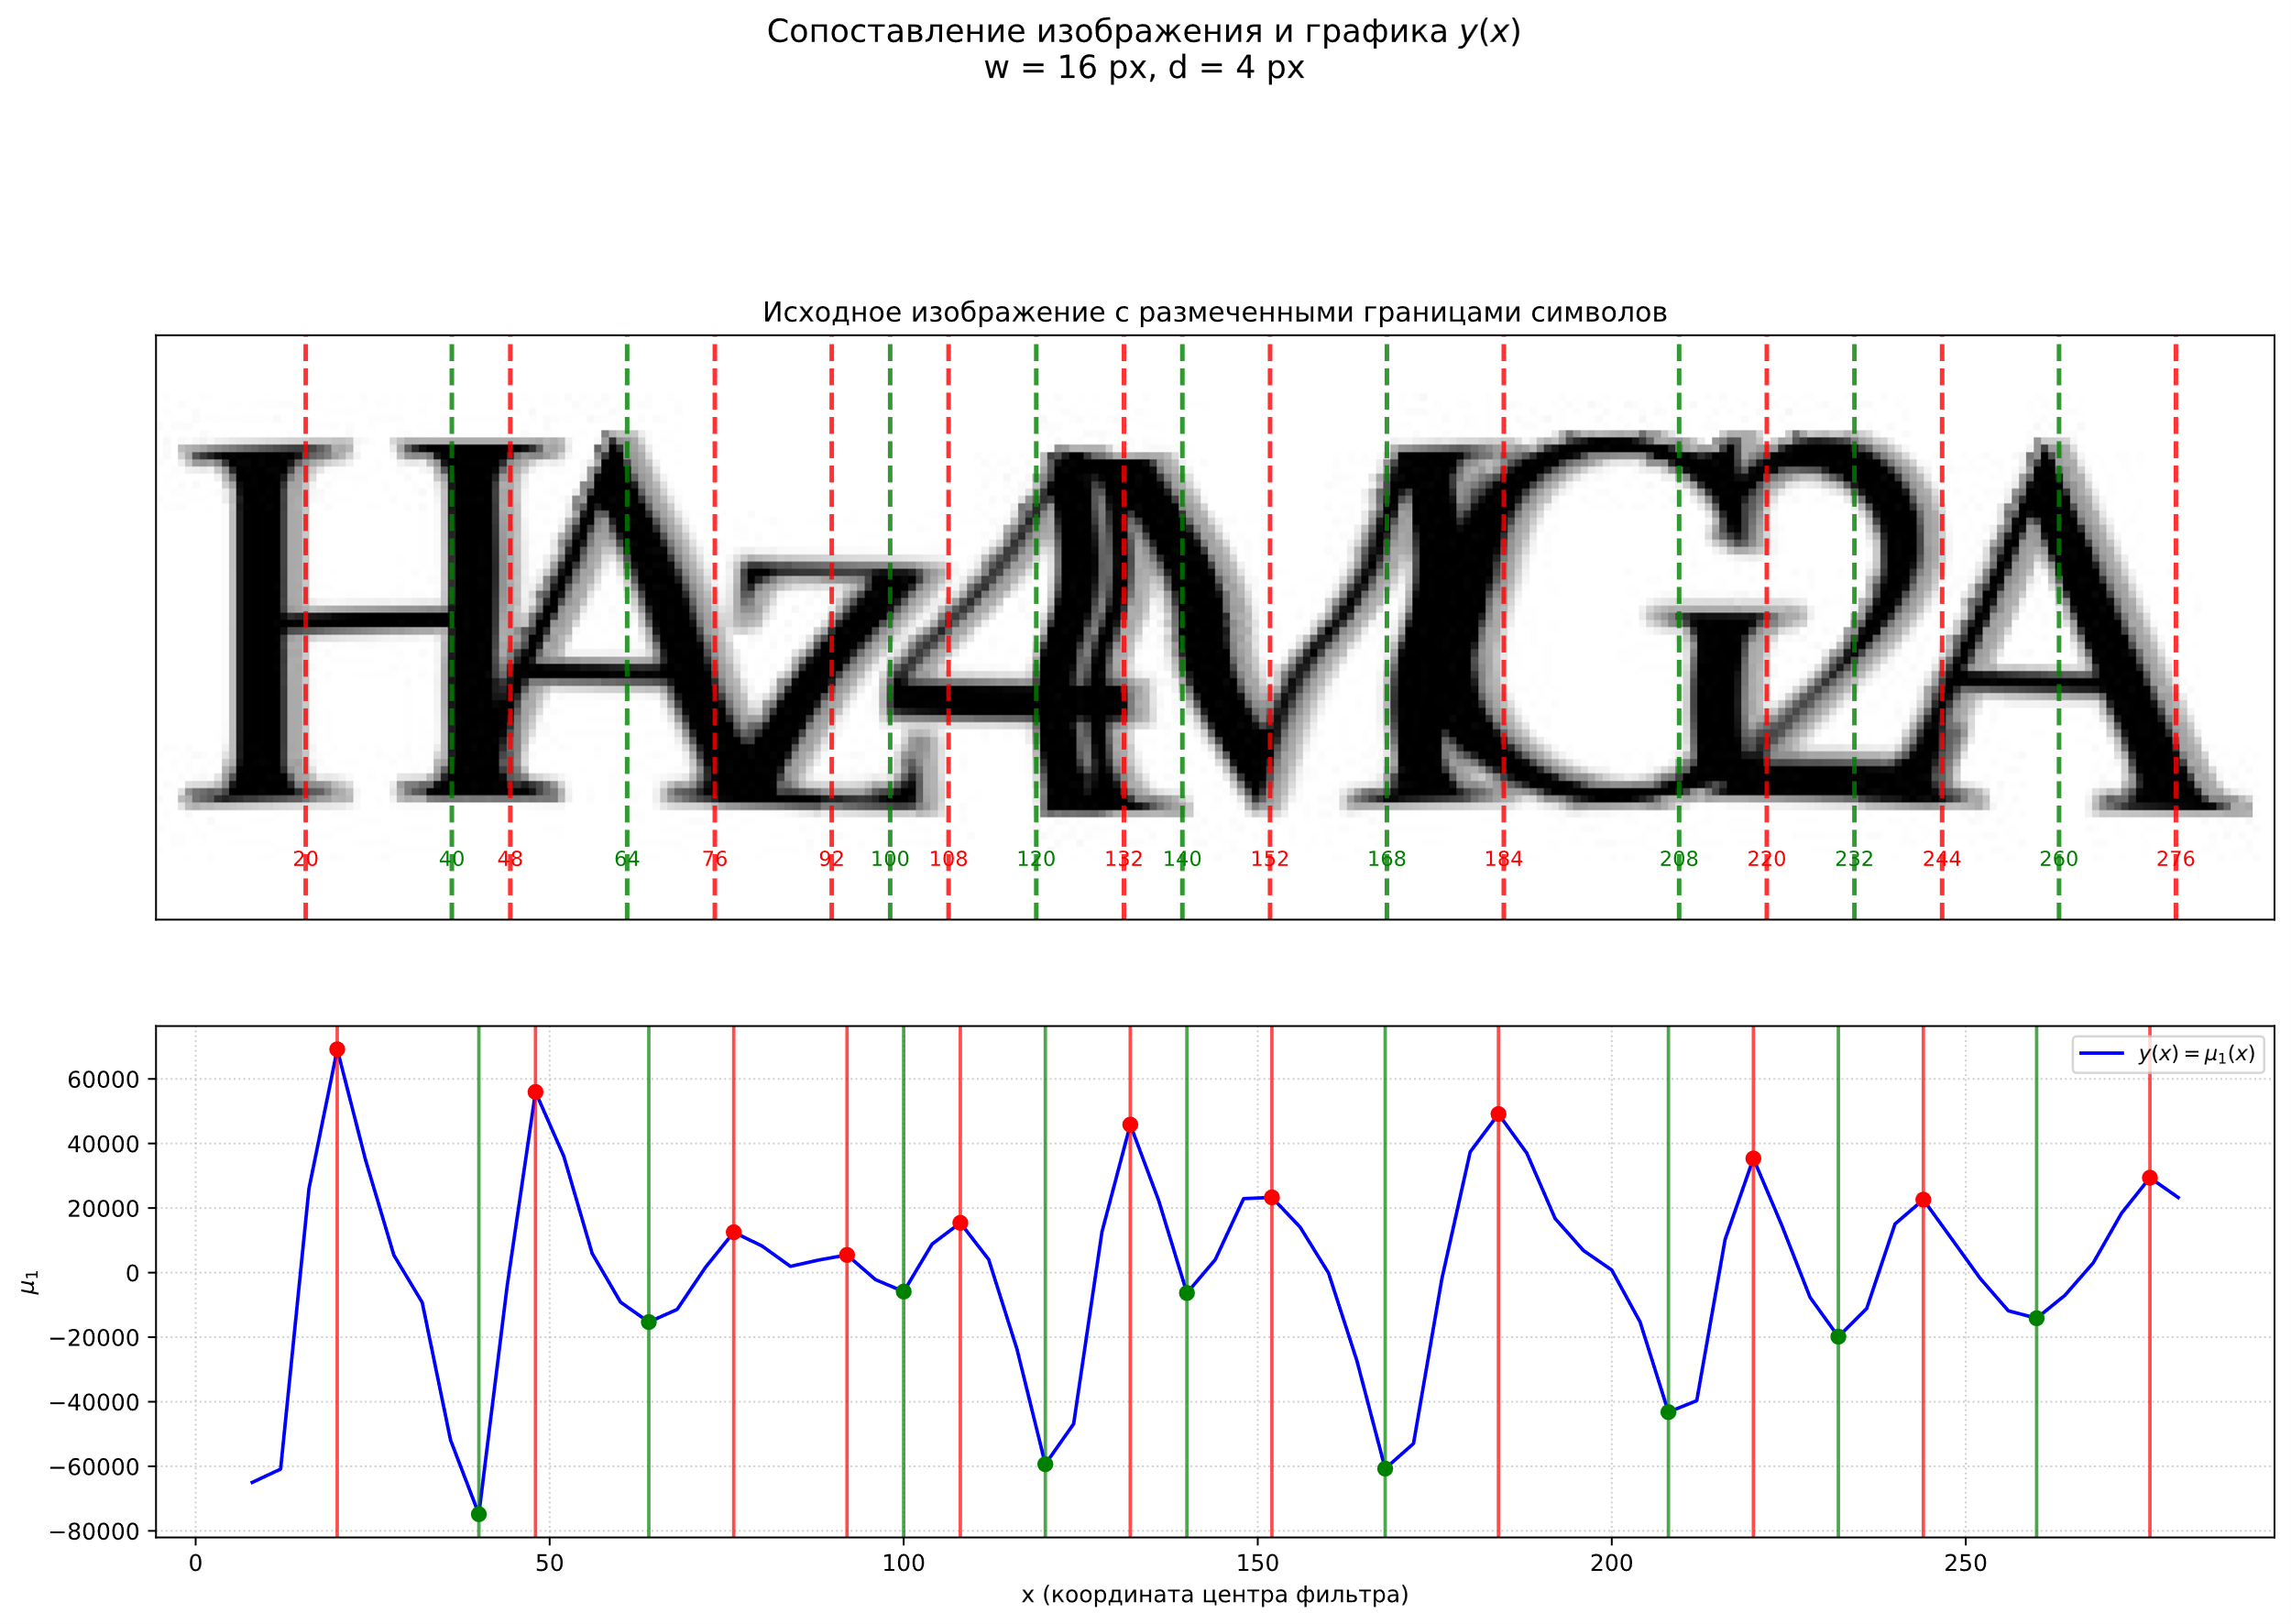 Сопоставление изображения и графика y(x)
w = 16 px, d = 4 px
Исходное изображение с размеченными границами символов
HAz4MG2A
20 40 48 64 76 92 100 108 120 132 140 152 168 184 208 220 232 244 260 276
y(x) = μ₁(x)
60000
40000
20000
0
−20000
−40000
−60000
−80000
μ₁
0 50 100 150 200 250
x (координата центра фильтра)